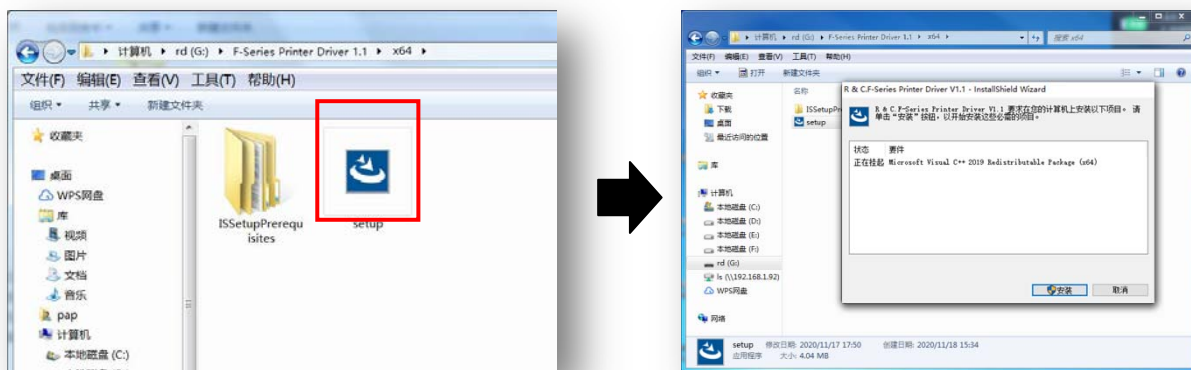 计算机 ▸ rd (G:) ▸ F-Series Printer Driver 1.1 ▸ x64 ▸
文件(F) 编辑(E) 查看(V) 工具(T) 帮助(H)
组织 共享 新建文件夹
收藏夹
桌面
WPS网盘
库
视频
图片
文档
音乐
pap
计算机
本地磁盘 (C:)
ISSetupPrerequ
isites
setup
计算机 ▸ rd (G:) ▸ F-Series Printer Driver 1.1 ▸ x64 ▸
搜索 x64
文件(F) 编辑(E) 查看(V) 工具(T) 帮助(H)
组织 打开 新建文件夹
收藏夹
下载
桌面
最近访问的位置
库
计算机
本地磁盘 (C:)
本地磁盘 (D:)
本地磁盘 (E:)
本地磁盘 (F:)
rd (G:)
ls (\\192.168.1.92)
WPS网盘
网络
名称
ISSetupPr
setup
R & C.F-Series Printer Driver V1.1 - InstallShield Wizard
R & C.F-Series Printer Driver V1.1 要求在您的计算机上安装以下项目。 请
单击“安装”按钮，以开始安装这些必需的项目。
状态 要件
正在挂起 Microsoft Visual C++ 2019 Redistributable Package (x64)
安装 取消
setup 修改日期: 2020/11/17 17:50 创建日期: 2020/11/18 15:34
应用程序 大小: 4.04 MB